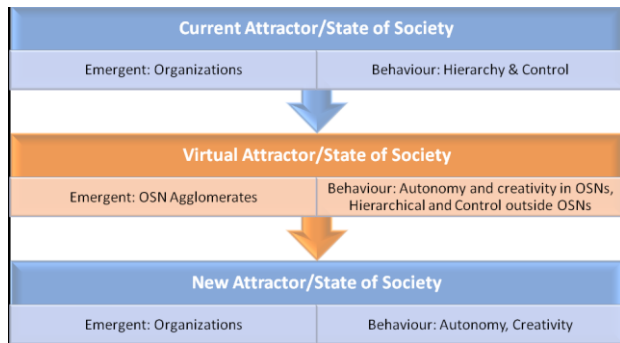 Current Attractor/State of Society
Emergent: Organizations
Behaviour: Hierarchy & Control
Virtual Attractor/State of Society
Emergent: OSN Agglomerates
Behaviour: Autonomy and creativity in OSNs,
Hierarchical and Control outside OSNs
New Attractor/State of Society
Emergent: Organizations
Behaviour: Autonomy, Creativity